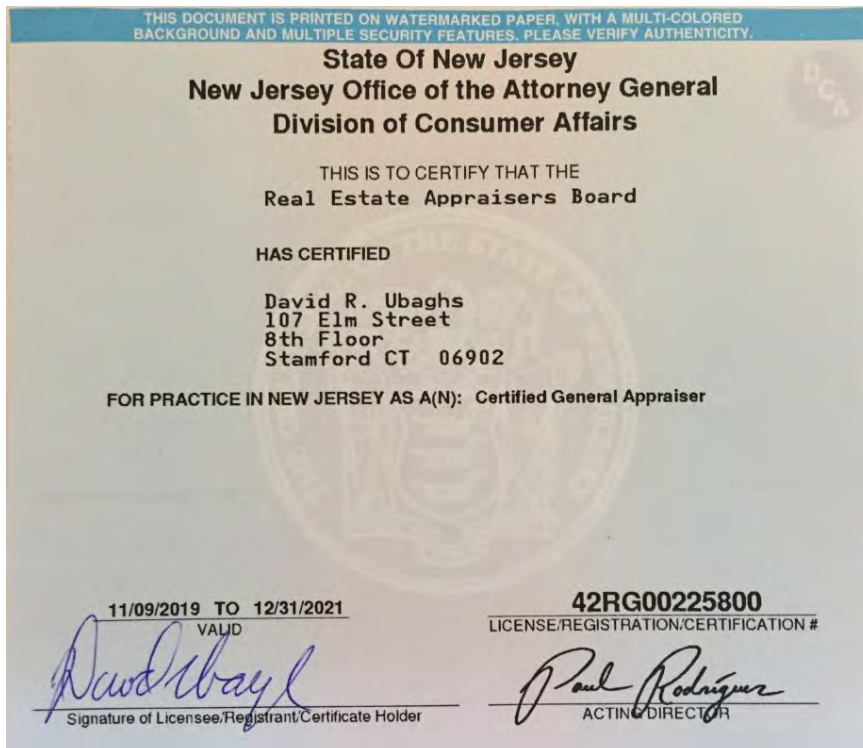 THIS DOCUMENT IS PRINTED ON WATERMARKED PAPER, WITH A MULTI-COLORED
BACKGROUND AND MULTIPLE SECURITY FEATURES. PLEASE VERIFY AUTHENTICITY.
DCA
State Of New Jersey
New Jersey Office of the Attorney General
Division of Consumer Affairs
THIS IS TO CERTIFY THAT THE
Real Estate Appraisers Board
HAS CERTIFIED
David R. Ubaghs
107 Elm Street
8th Floor
Stamford CT 06902
FOR PRACTICE IN NEW JERSEY AS A(N): Certified General Appraiser
11/09/2019 TO 12/31/2021
VALID
Signature of Licensee/Registrant/Certificate Holder
42RG00225800
LICENSE/REGISTRATION/CERTIFICATION #
Paul Rodríguez
ACTING DIRECTOR